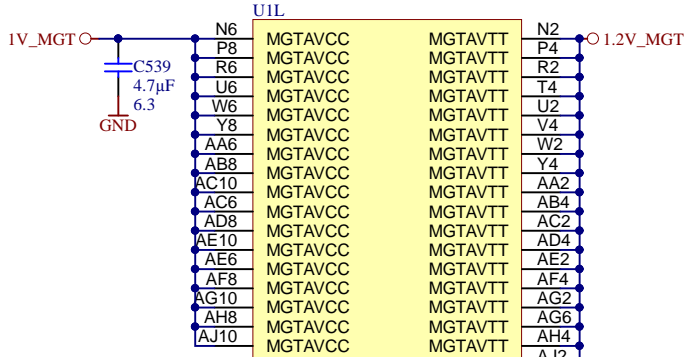 U1L
1V_MGT N6 MGTAVCC MGTAVTT N2 1.2V_MGT
P8 MGTAVCC MGTAVTT P4
C539 R6 MGTAVCC MGTAVTT R2
4.7µF U6 MGTAVCC MGTAVTT T4
6.3 W6 MGTAVCC MGTAVTT U2
GND Y8 MGTAVCC MGTAVTT V4
AA6 MGTAVCC MGTAVTT W2
AB8 MGTAVCC MGTAVTT Y4
AC10 MGTAVCC MGTAVTT AA2
AC6 MGTAVCC MGTAVTT AB4
AD8 MGTAVCC MGTAVTT AC2
AE10 MGTAVCC MGTAVTT AD4
AE6 MGTAVCC MGTAVTT AE2
AF8 MGTAVCC MGTAVTT AF4
AG10 MGTAVCC MGTAVTT AG2
AH8 MGTAVCC MGTAVTT AG6
AJ10 MGTAVCC MGTAVTT AH4
AJ2